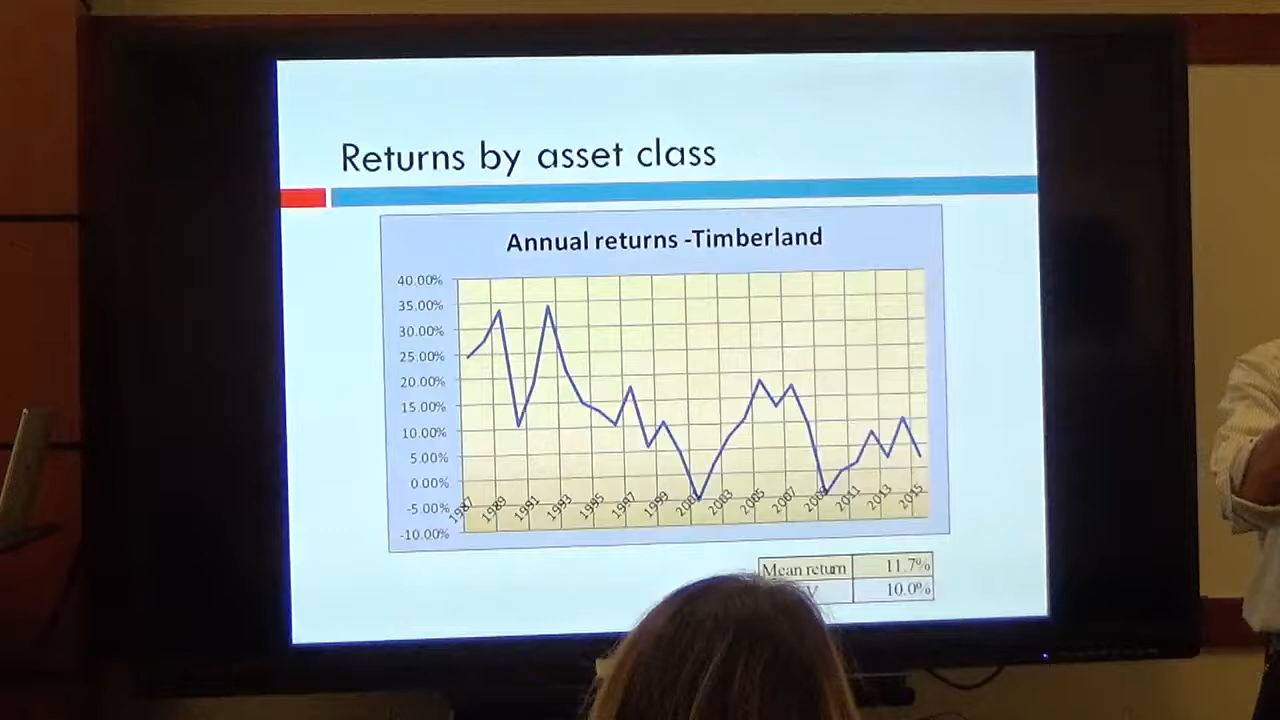 Returns by asset class
Annual returns -Timberland
40.00%
35.00%
30.00%
25.00%
20.00%
15.00%
10.00%
5.00%
0.00%
-5.00%
-10.00%
1987 1989 1991 1993 1995 1997 1999 2003 2005 2007 2011 2013 2015
Mean return 11.7%
V 10.0%